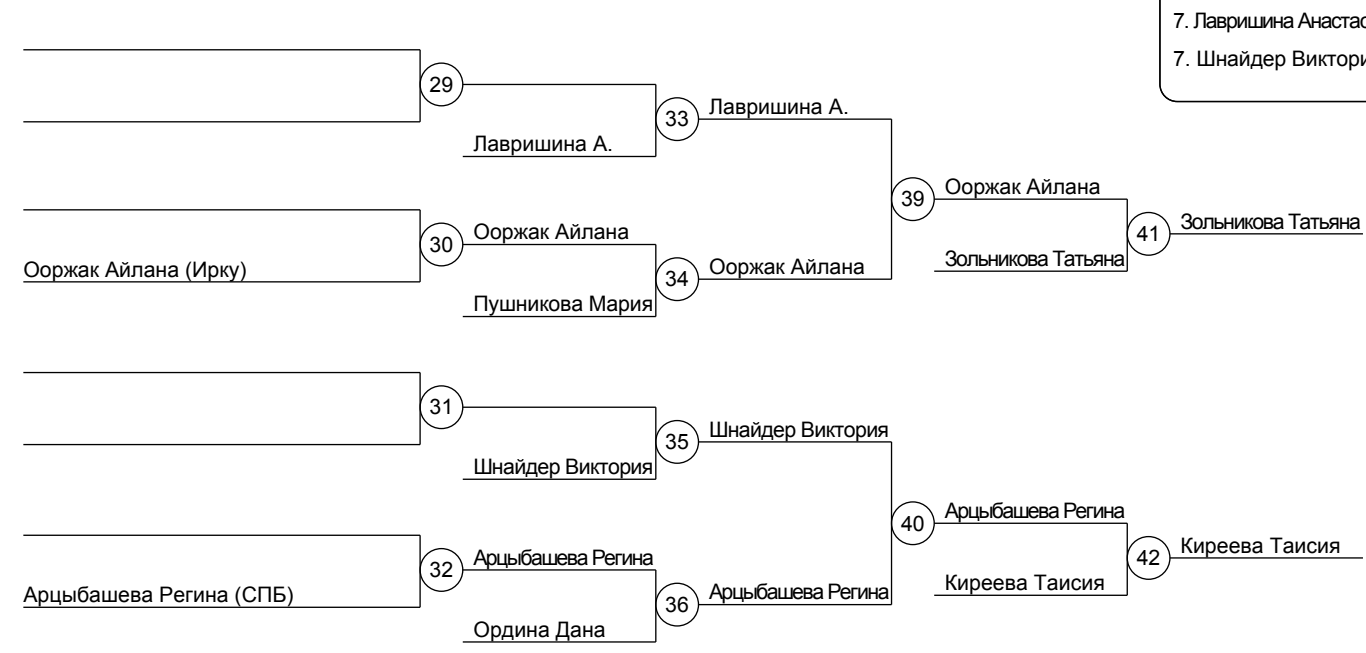 7. Лавришина
7. Шнайдер
29
Лавришина А.
33
Лавришина А.
39
Ооржак Айлана
Зольникова Татьяна
41
Зольникова Татьяна
Ооржак Айлана (Ирку)
30
Ооржак Айлана
Пушникова Мария
34
Ооржак Айлана
31
Шнайдер Виктория
35
Шнайдер Виктория
40
Арцыбашева Регина
Киреева Таисия
42
Киреева Таисия
Арцыбашева Регина (СПБ)
32
Арцыбашева Регина
Ордина Дана
36
Арцыбашева Регина